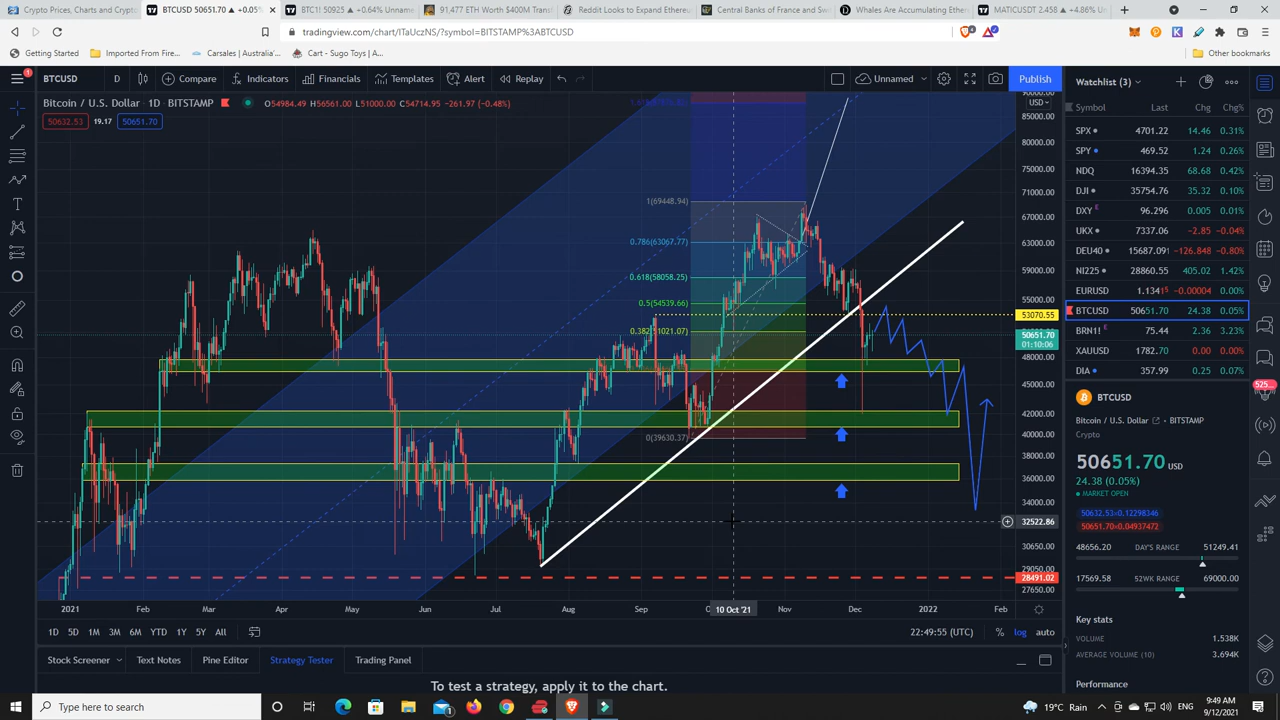 Crypto Prices, Charts and Crypto
BTCUSD 50651.70 ▲ +0.05%
BTC1! 50925 ▲ +0.64% Unname
91,477 ETH Worth $400M Trans
Reddit Looks to Expand Ethereu
Central Banks of France and Sw
Whales Are Accumulating Ether
MATICUSDT 2.458 ▲ +4.86% Un
tradingview.com/chart/ITaUczNS/?symbol=BITSTAMP%3ABTCUSD
Getting Started
Imported From Fire...
Carsales | Australia'...
Cart - Sugo Toys | A...
Other bookmarks
BTCUSD
D
Compare
Indicators
Financials
Templates
Alert
Replay
Unnamed
Publish
Bitcoin / U.S. Dollar · 1D · BITSTAMP
O54984.49 H56561.00 L51000.00 C54714.95 −261.97 (−0.48%)
50632.53
19.17
50651.70
USD
90000.00
85000.00
80000.00
75000.00
71000.00
67000.00
63000.00
59000.00
55000.00
53070.55
50651.70
01:10:06
48000.00
45000.00
42000.00
40000.00
38000.00
36000.00
34000.00
32522.86
30650.00
29050.00
28491.02
27650.00
1(69448.94)
0.786(63067.77)
0.618(58058.25)
0.5(54539.66)
0.382(51021.07)
0(39630.37)
2021
Feb
Mar
Apr
May
Jun
Jul
Aug
Sep
10 Oct '21
Nov
Dec
2022
Feb
1D
5D
1M
3M
6M
YTD
1Y
5Y
All
22:49:55 (UTC)
%
log
auto
Stock Screener
Text Notes
Pine Editor
Strategy Tester
Trading Panel
To test a strategy, apply it to the chart.
Watchlist (3)
Symbol Last Chg Chg%
SPX 4701.22 14.46 0.31%
SPY 469.52 1.24 0.26%
NDQ 16394.35 68.68 0.42%
DJI 35754.76 35.32 0.10%
DXY E 96.296 0.005 0.01%
UKX 7337.06 −2.85 −0.04%
DEU40 15687.091 −126.848 −0.80%
NI225 28860.55 405.02 1.42%
EURUSD 1.13415 −0.00004 0.00%
BTCUSD 50651.70 24.38 0.05%
BRN1! E 75.44 2.36 3.23%
XAUUSD 1782.70 0.00 0.00%
DIA 357.99 0.25 0.07%
BTCUSD
Bitcoin / U.S. Dollar · BITSTAMP
Crypto
50651.70 USD
24.38 (0.05%)
MARKET OPEN
50632.53×0.12298346
50651.70×0.04937472
48656.20 DAY'S RANGE 51249.41
17569.58 52WK RANGE 69000.00
Key stats
VOLUME 1.538K
AVERAGE VOLUME (10) 3.694K
Performance
525...
Type here to search
19°C Rain
9:49 AM
9/12/2021